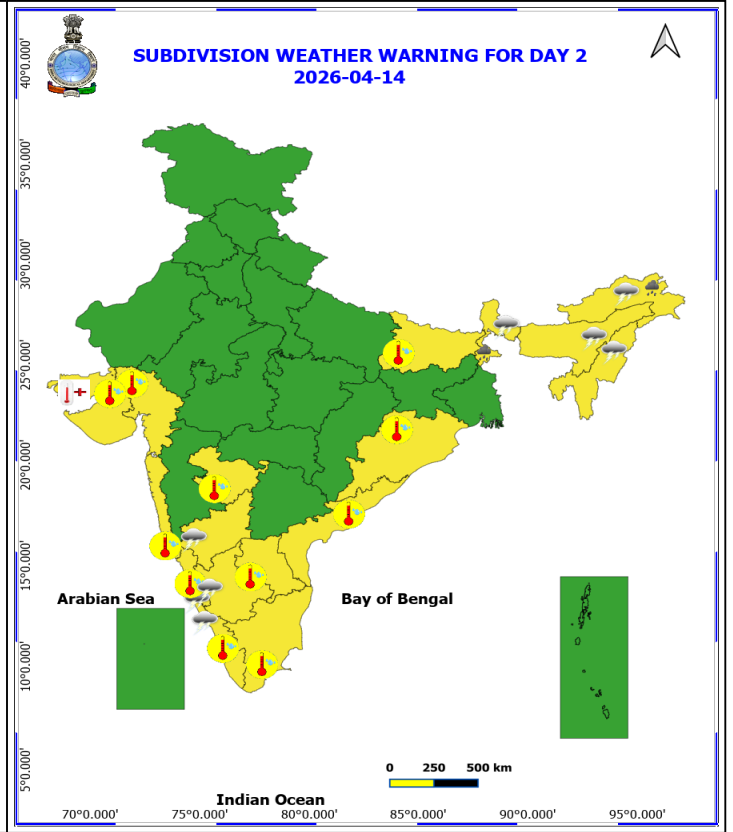 SUBDIVISION WEATHER WARNING FOR DAY 2
2026-04-14
40°0.000'
35°0.000'
30°0.000'
25°0.000'
20°0.000'
15°0.000'
10°0.000'
5°0.000'
Arabian Sea
Bay of Bengal
0 250 500 km
Indian Ocean
70°0.000' 75°0.000' 80°0.000' 85°0.000' 90°0.000' 95°0.000'